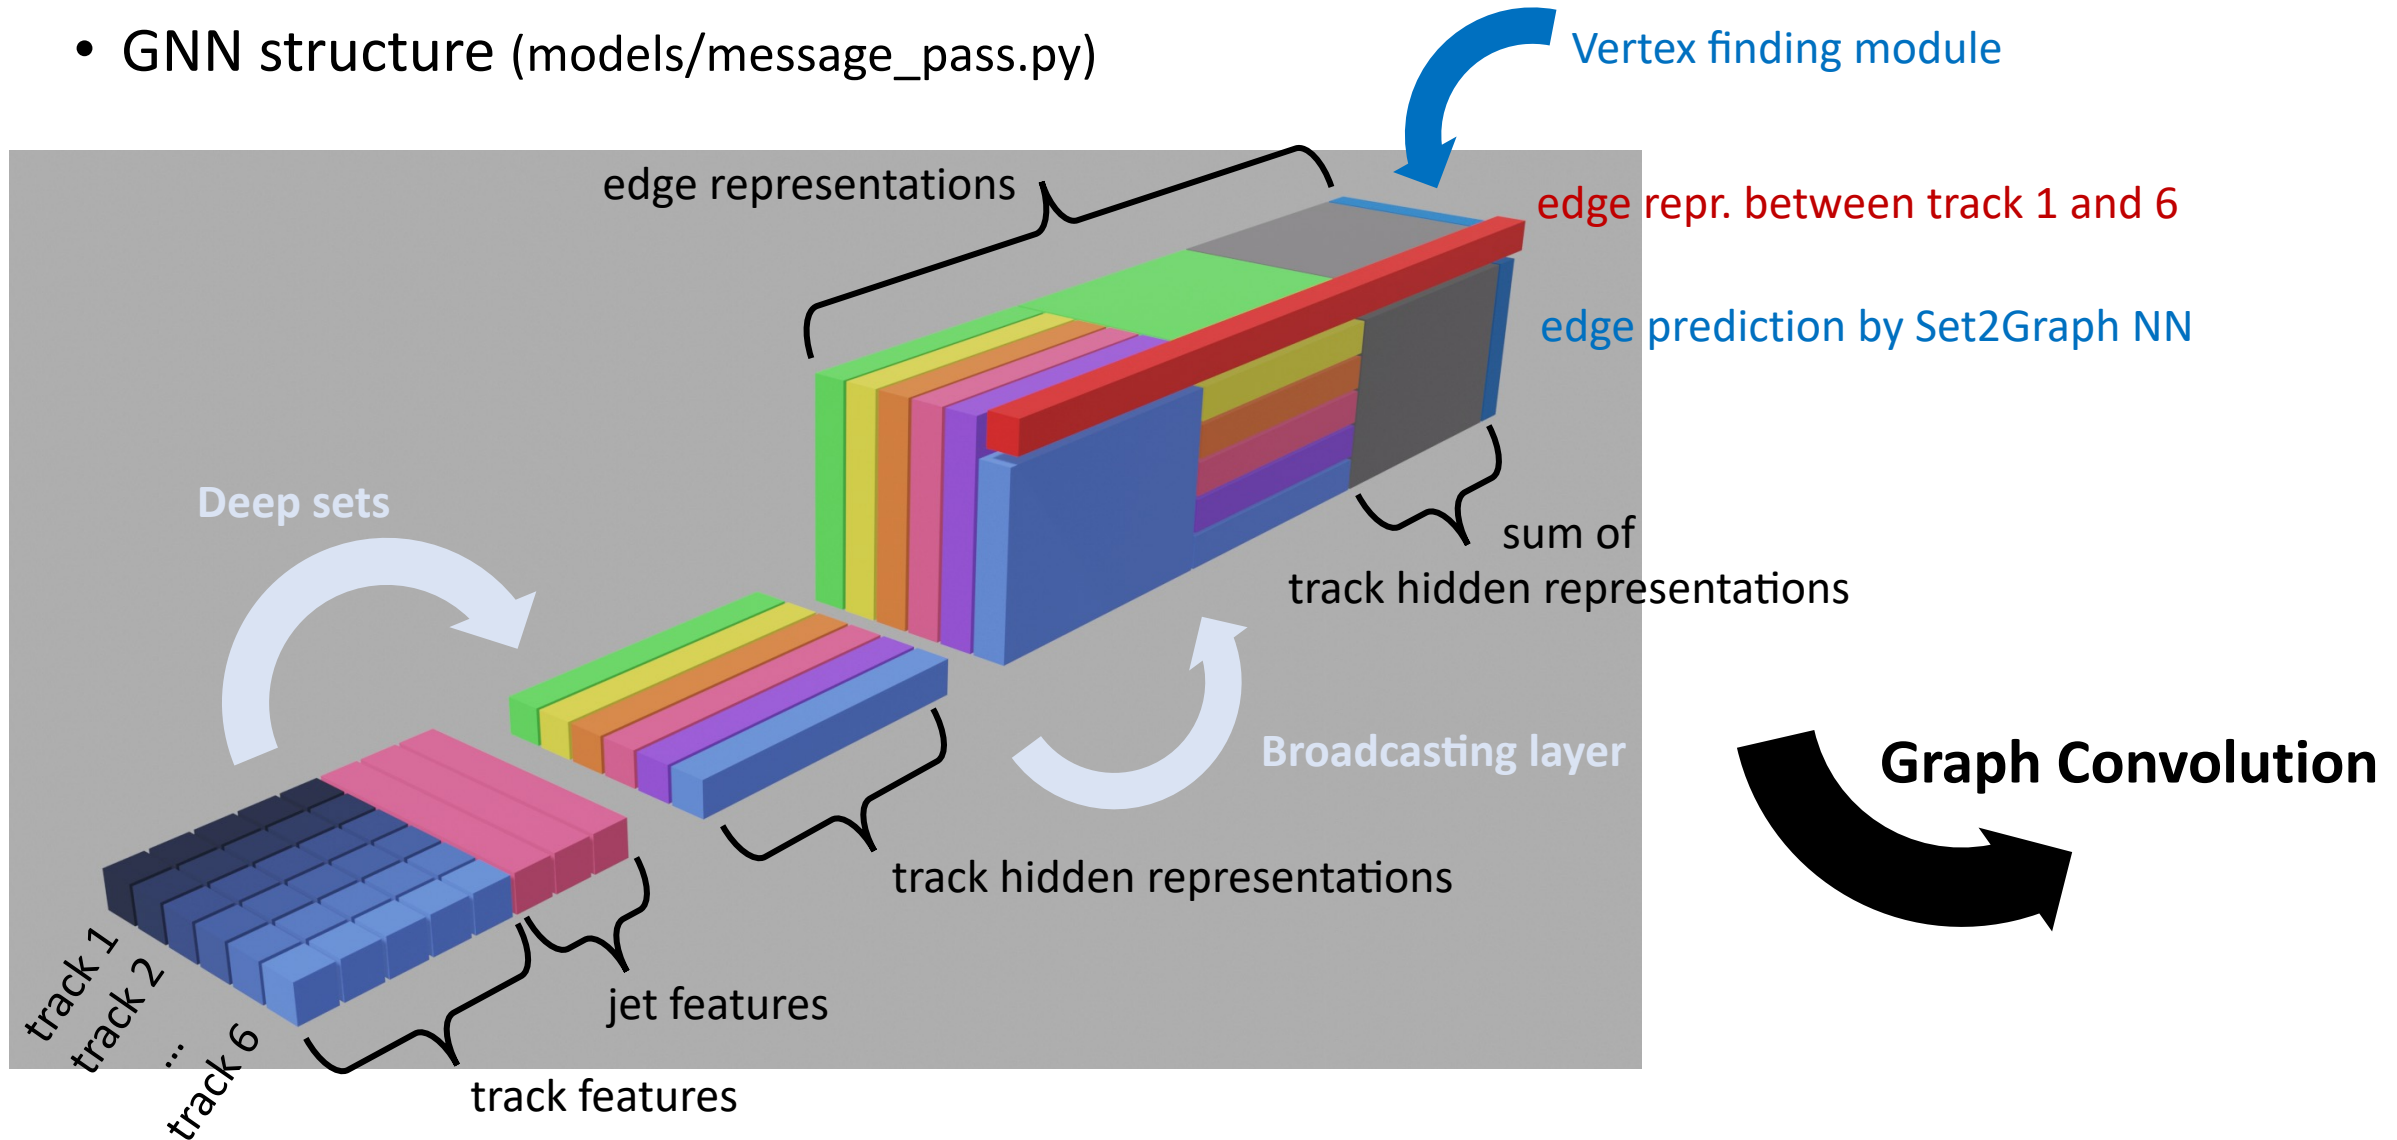 • GNN structure (models/message_pass.py)
Vertex finding module
edge representations
edge repr. between track 1 and 6
edge prediction by Set2Graph NN
Deep sets
sum of
track hidden representations
Broadcasting layer
Graph Convolution
track hidden representations
track 1
track 2
...
track 6
jet features
track features